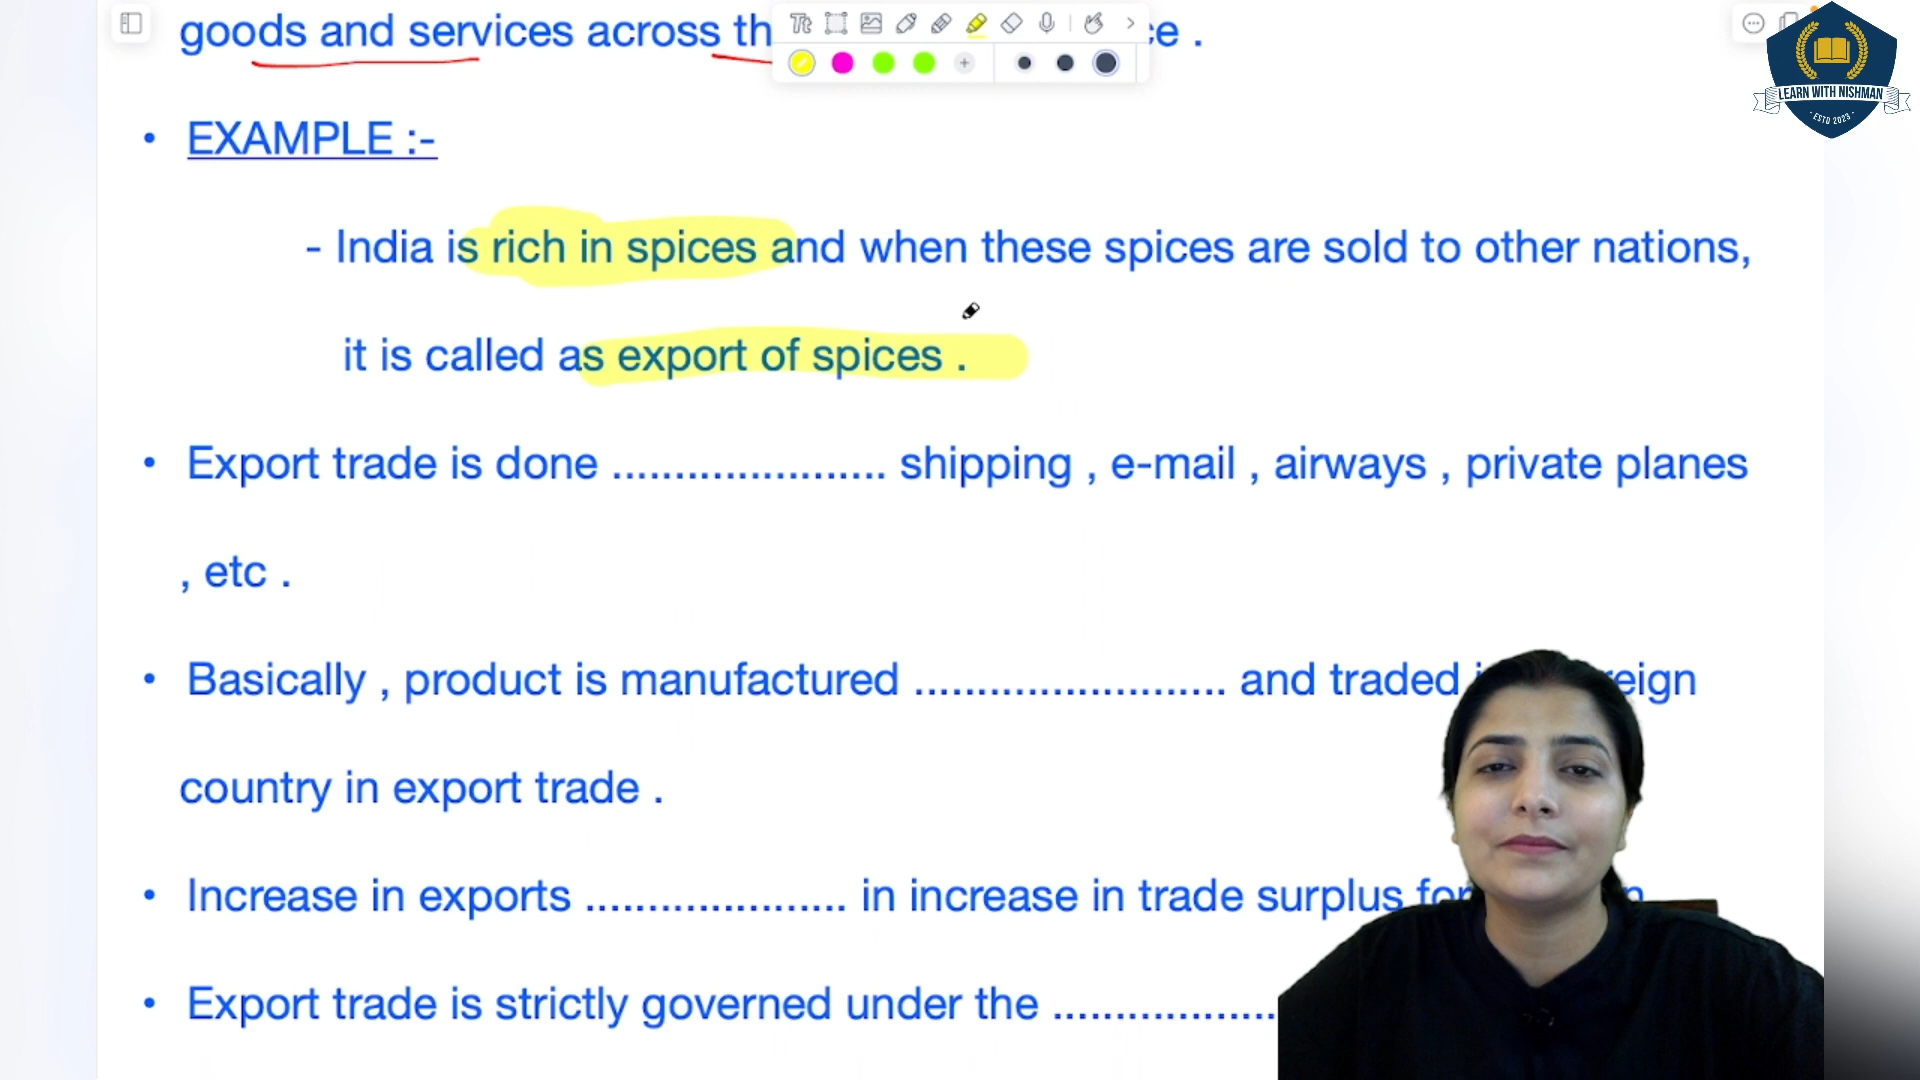 goods and services across
EXAMPLE :-
- India is rich in spices and when these spices are sold to other nations,
it is called as export of spices .
Export trade is done ...................... shipping , e-mail , airways , private planes
, etc .
Basically , product is manufactured ......................... and traded
country in export trade .
Increase in exports ..................... in increase in trade surplus
Export trade is strictly governed under the ..................
LEARN WITH NISHMAN
- ESTD 2023 -